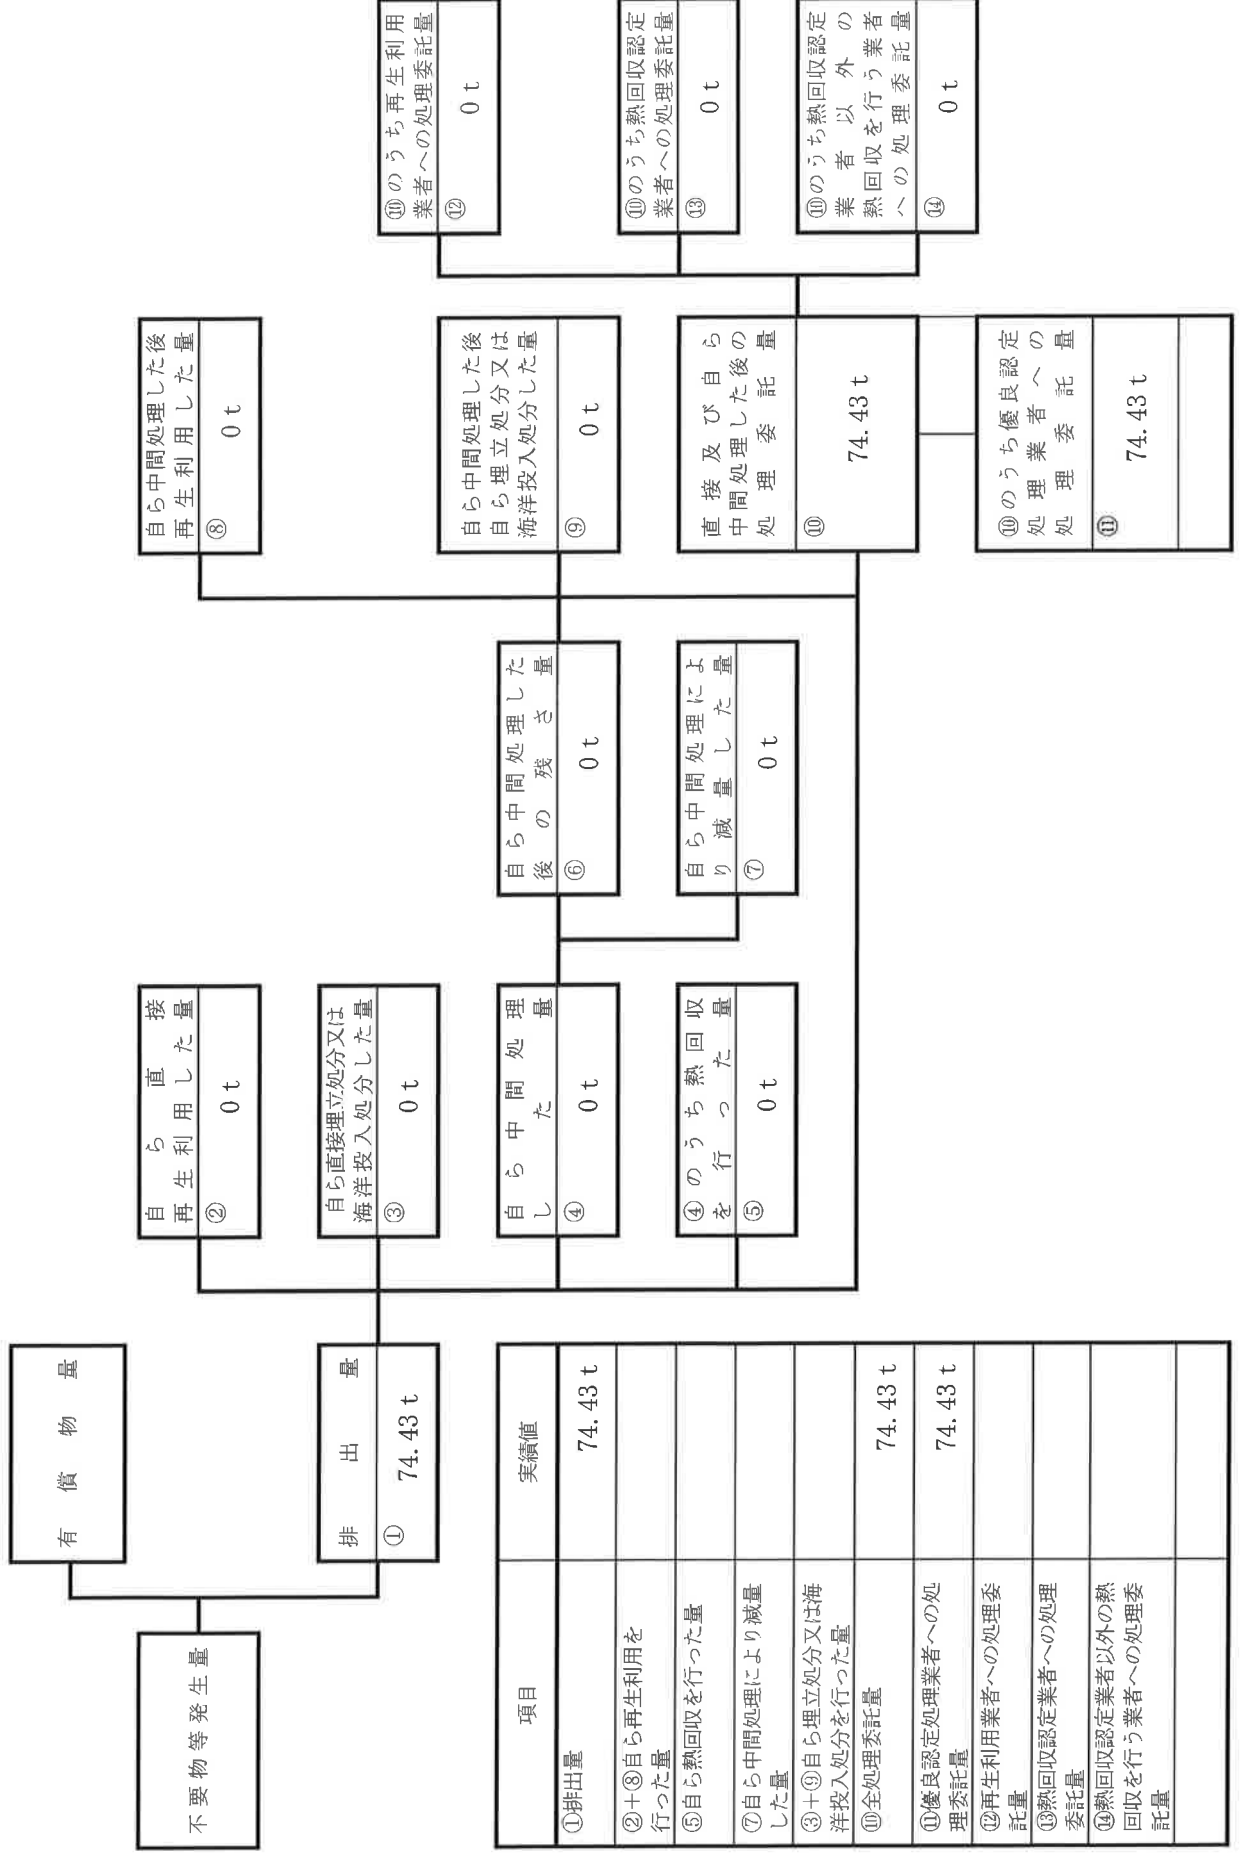 不要物等発生量
有償物量
排出量
① 74.43 t
自ら直接
再生利用した量
② 0 t
自ら直接埋立処分又は
海洋投入処分した量
③ 0 t
自ら中間処理
した量
④ 0 t
④のうち熱回収
を行った量
⑤ 0 t
自ら中間処理した
後の残さ量
⑥ 0 t
自ら中間処理によ
り減量した量
⑦ 0 t
自ら中間処理した後
再生利用した量
⑧ 0 t
自ら中間処理した後
自ら埋立処分又は
海洋投入処分した量
⑨ 0 t
直接及び自ら
中間処理した後の
処理委託量
⑩ 74.43 t
⑩のうち優良認定
処理業者への
処理委託量
⑪ 74.43 t
⑩のうち再生利用
業者への処理委託量
⑫ 0 t
⑩のうち熱回収認定
業者への処理委託量
⑬ 0 t
⑩のうち熱回収認定
業者以外の
熱回収を行う業者
への処理委託量
⑭ 0 t
項目 実績値
①排出量 74.43 t
②+⑧自ら再生利用を
行った量
⑤自ら熱回収を行った量
⑦自ら中間処理により減量
した量
③+⑨自ら埋立処分又は海
洋投入処分を行った量
⑩全処理委託量 74.43 t
⑪優良認定処理業者への処
理委託量 74.43 t
⑫再生利用業者への処理委
託量
⑬熱回収認定業者への処理
委託量
⑭熱回収認定業者以外の熱
回収を行う業者への処理委
託量